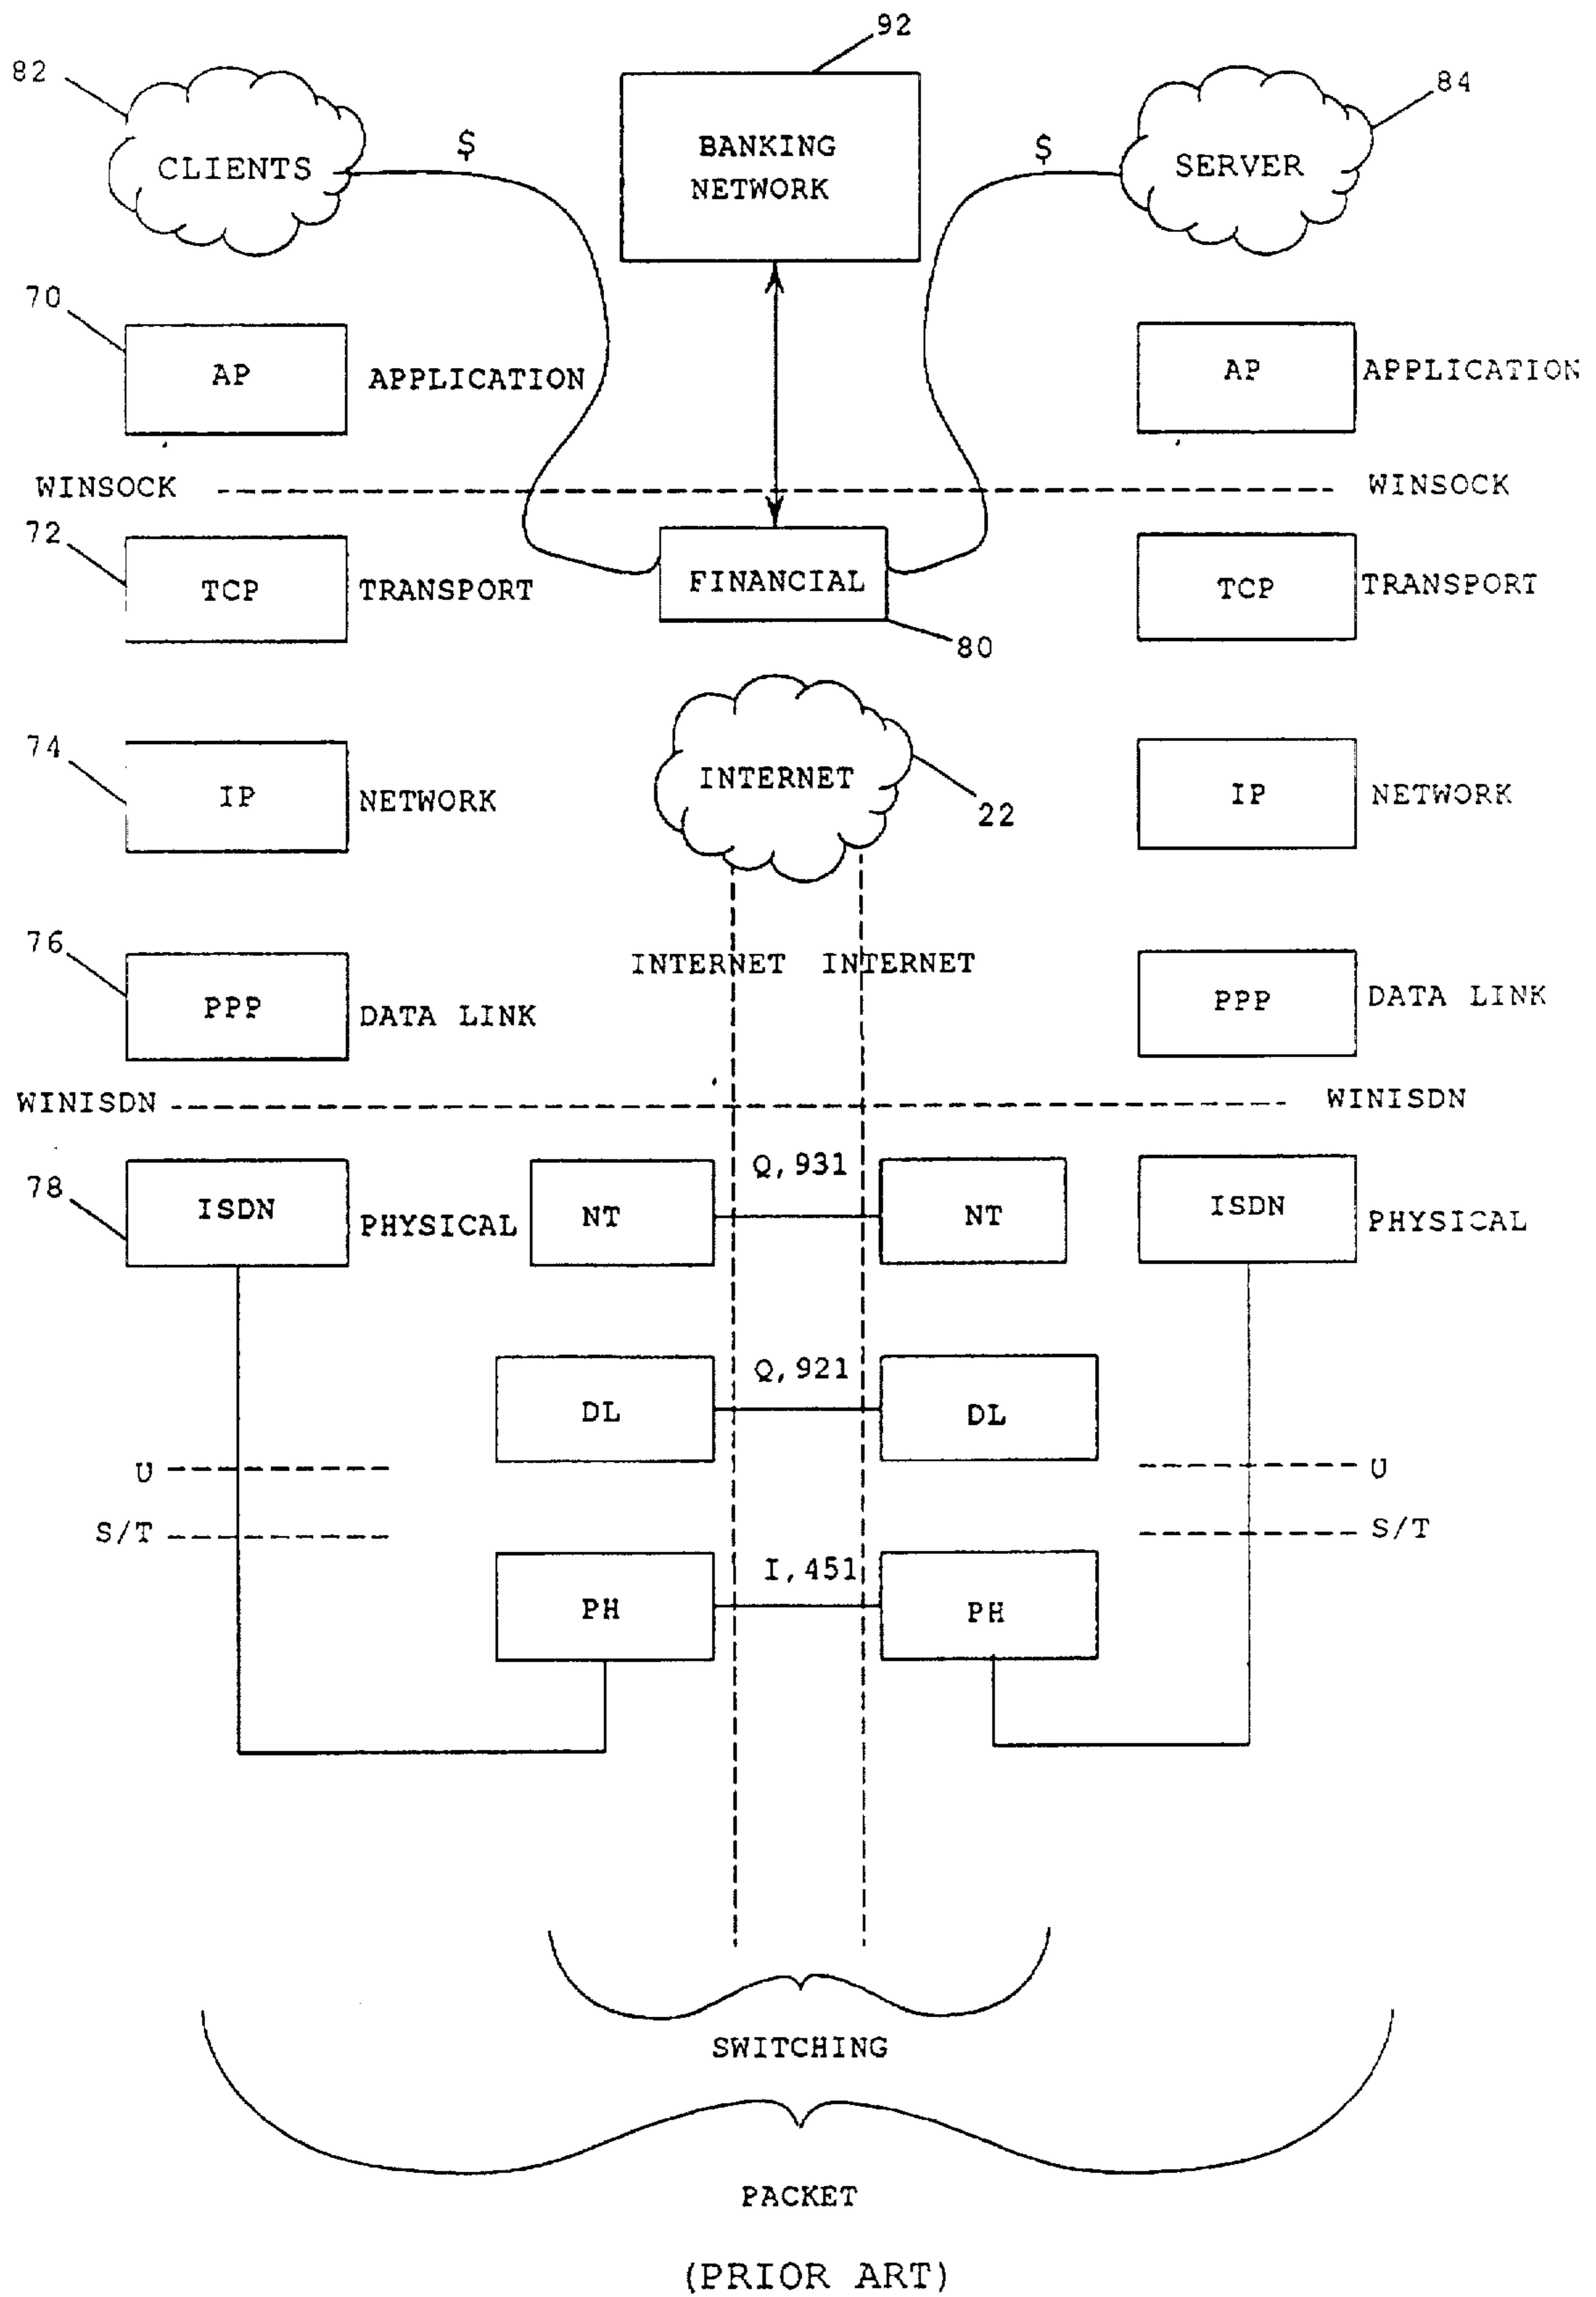 92
82
84
$
$
BANKING
NETWORK
CLIENTS
SERVER
70
AP
APPLICATION
AP
APPLICATION
WINSOCK
WINSOCK
72
TCP
TRANSPORT
FINANCIAL
TCP
TRANSPORT
80
74
IP
NETWORK
INTERNET
22
IP
NETWORK
76
INTERNET
INTERNET
PPP
DATA LINK
PPP
DATA LINK
WINISDN
WINISDN
78
ISDN
PHYSICAL
NT
Q,931
NT
ISDN
PHYSICAL
DL
Q,921
DL
U
U
S/T
S/T
PH
I,451
PH
SWITCHING
PACKET
(PRIOR ART)